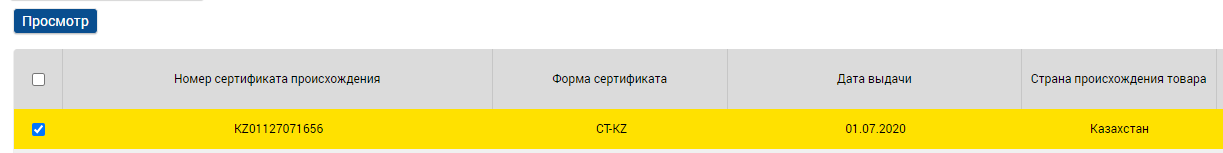 Просмотр
Номер сертификата происхождения Форма сертификата Дата выдачи Страна происхождения товара
KZ01127071656 CT-KZ 01.07.2020 Казахстан